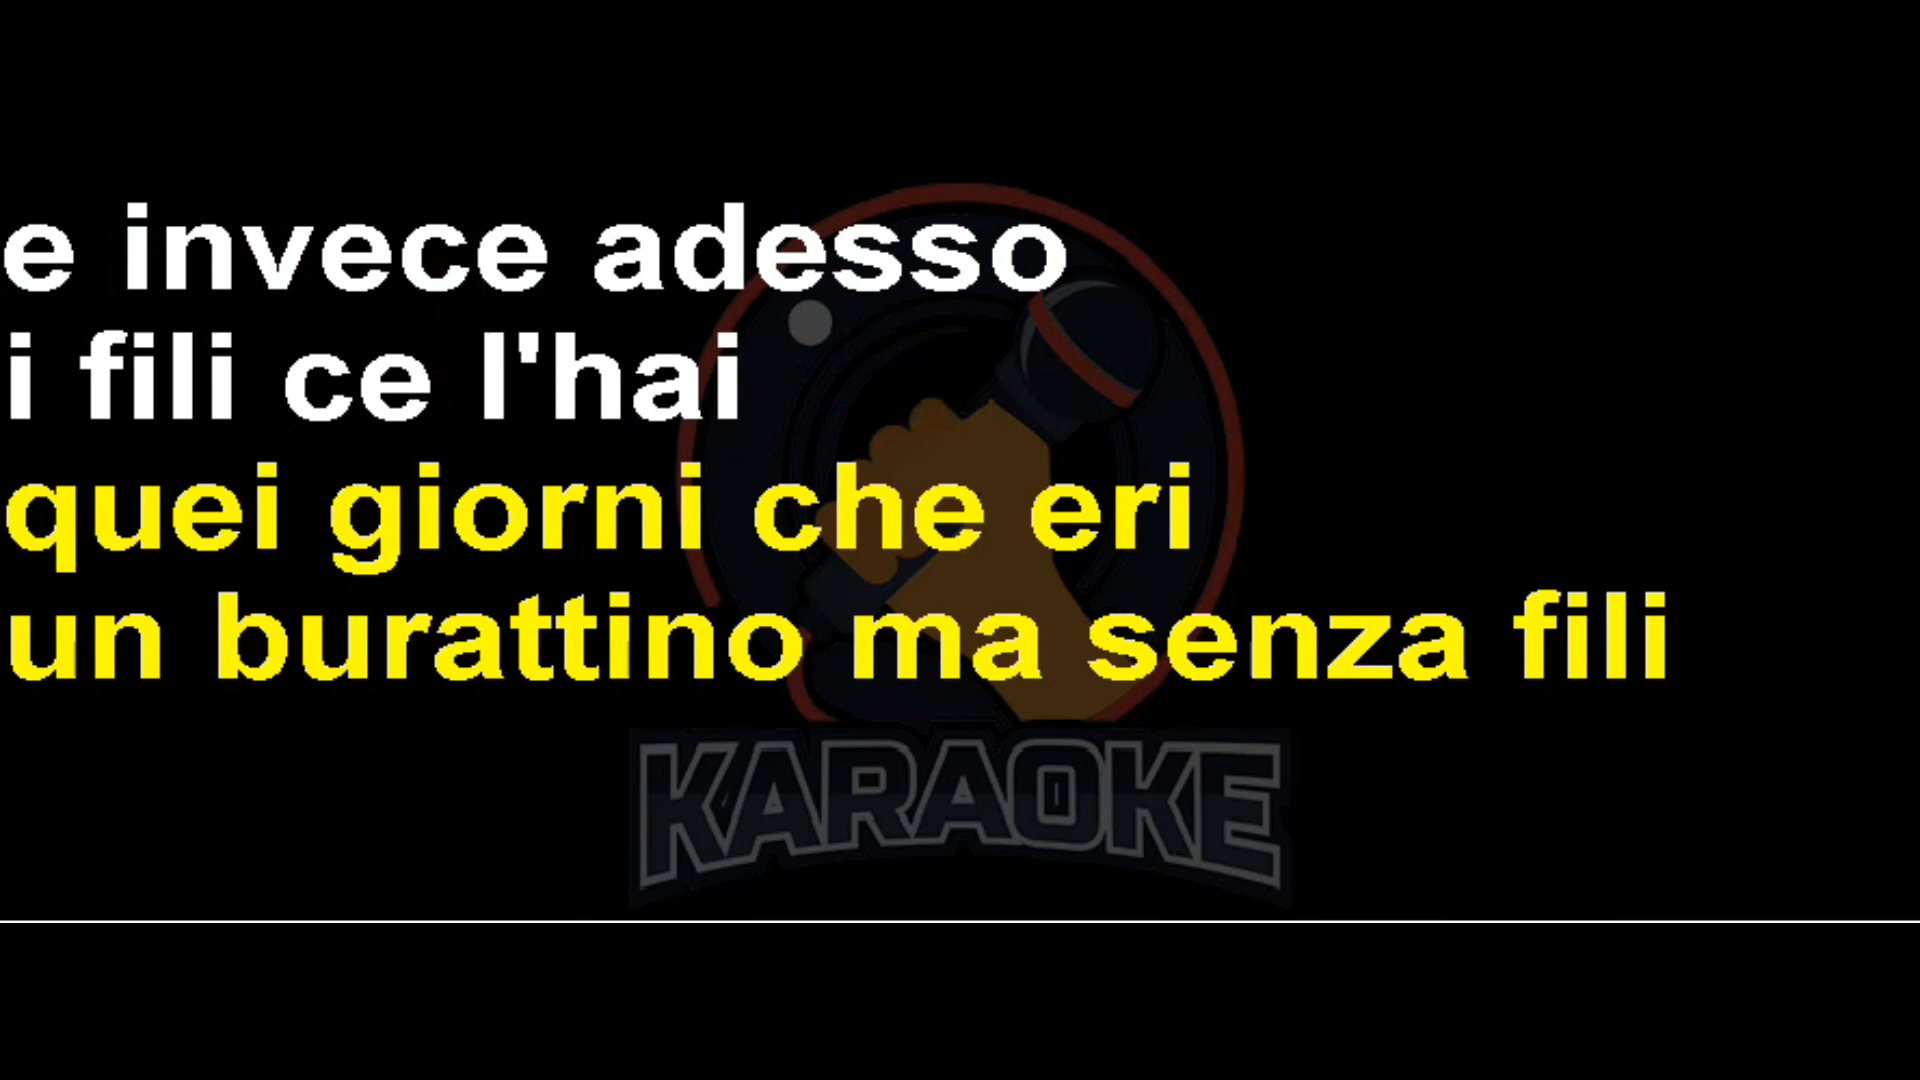 e invece adesso
i fili ce l'hai
quei giorni che eri
un burattino ma senza fili
KARAOKE